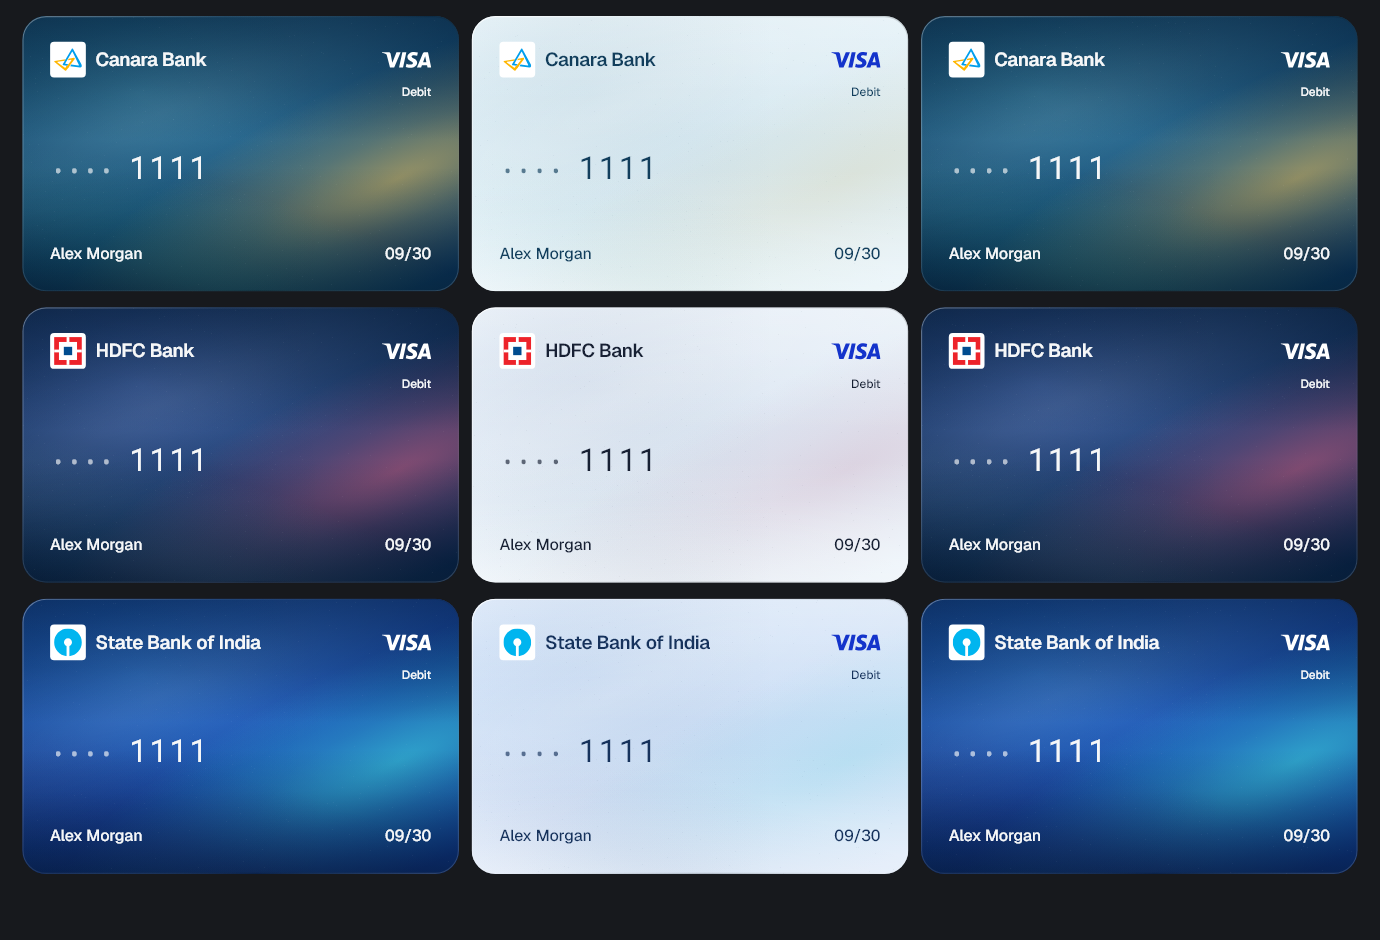 Canara Bank VISA
Debit
.... 1111
Alex Morgan 09/30
Canara Bank VISA
Debit
.... 1111
Alex Morgan 09/30
Canara Bank VISA
Debit
.... 1111
Alex Morgan 09/30
HDFC Bank VISA
Debit
.... 1111
Alex Morgan 09/30
HDFC Bank VISA
Debit
.... 1111
Alex Morgan 09/30
HDFC Bank VISA
Debit
.... 1111
Alex Morgan 09/30
State Bank of India VISA
Debit
.... 1111
Alex Morgan 09/30
State Bank of India VISA
Debit
.... 1111
Alex Morgan 09/30
State Bank of India VISA
Debit
.... 1111
Alex Morgan 09/30